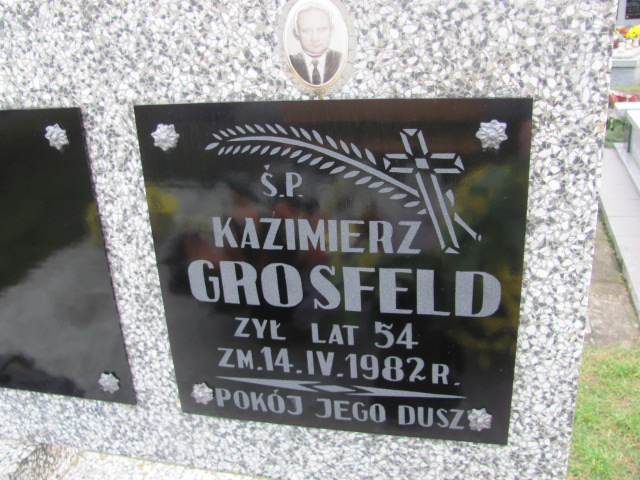 Ś.P.
KAZIMIERZ
GROSFELD
ŻYŁ LAT 54
ZM. 14. IV. 1982 R.
POKÓJ JEGO DUSZ